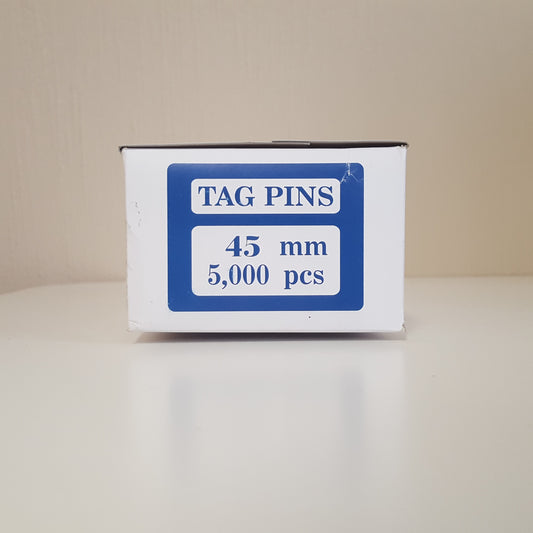 TAG PINS
45 mm
5,000 pcs